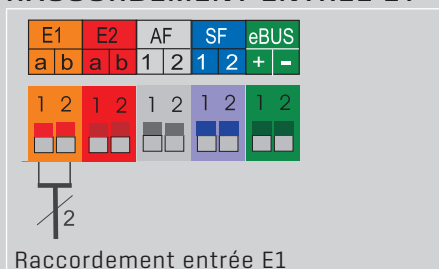 E1 E2 AF SF eBUS
a b a b 1 2 1 2 + -
1 2 1 2 1 2 1 2 1 2
2
Raccordement entrée E1